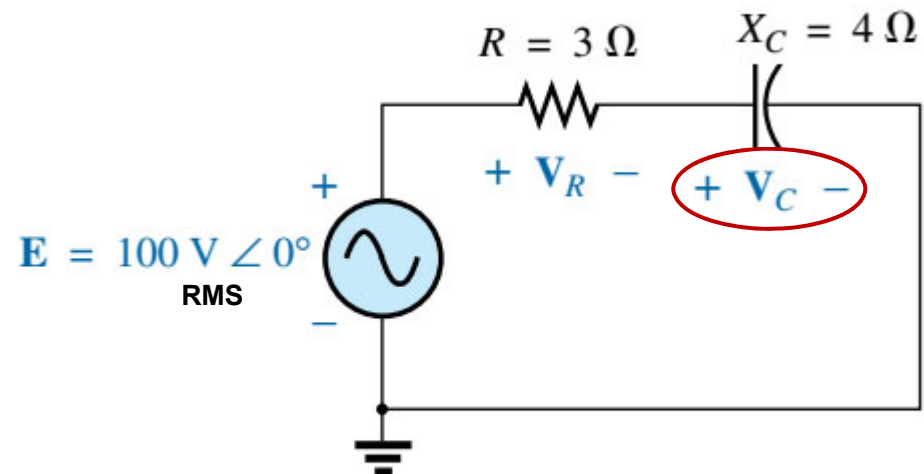 R = 3 Ω
X_C = 4 Ω
+ V_R −
+ V_C −
+
E = 100 V ∠ 0°
RMS
−